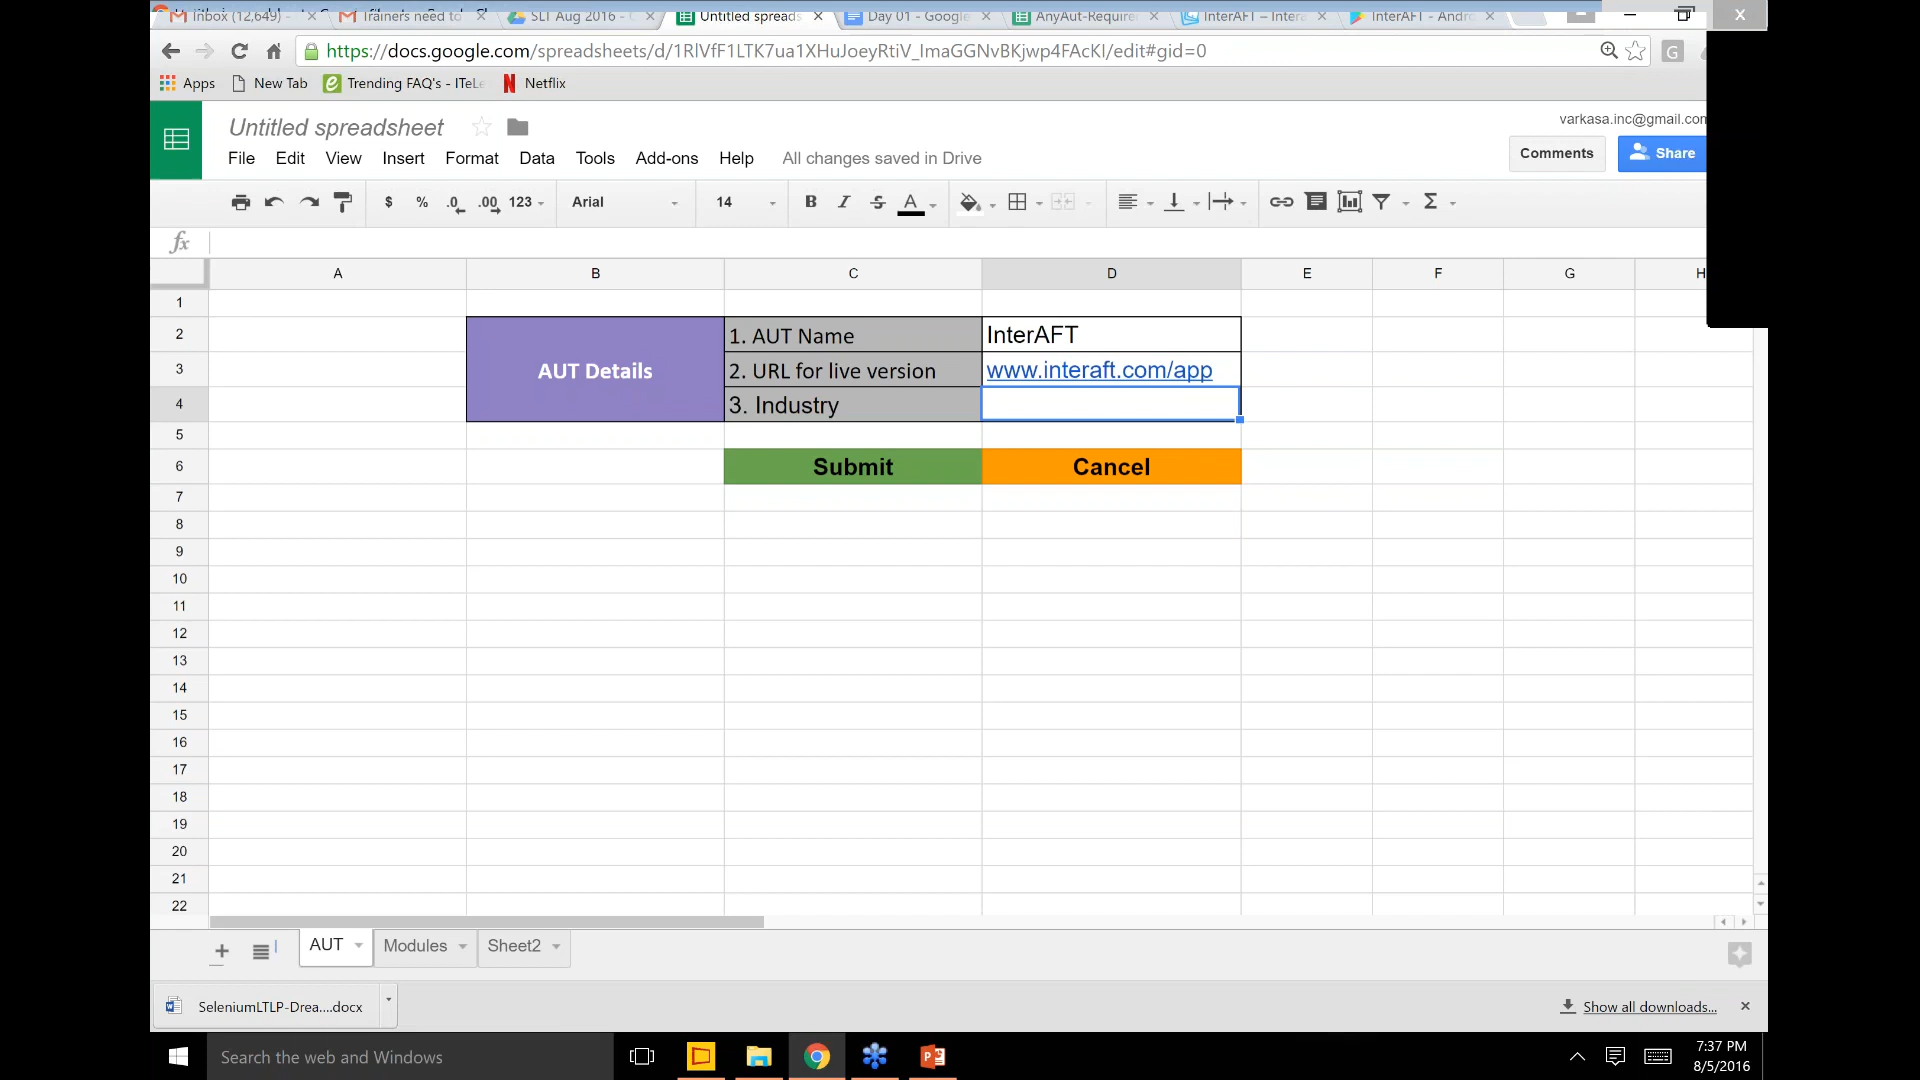 Inbox (12,649) -
Trainers need to
SLT Aug 2016 -
Untitled spreads
Day 01 - Google
AnyAut-Require
InterAFT – Inter
InterAFT - Andr
https://docs.google.com/spreadsheets/d/1RlVfF1LTK7ua1XHuJoeyRtiV_ImaGGNvBKjwp4FAcKI/edit#gid=0
Apps New Tab Trending FAQ's - ITeLe Netflix
Untitled spreadsheet
varkasa.inc@gmail.com
File Edit View Insert Format Data Tools Add-ons Help All changes saved in Drive
Comments Share
$ % .0 .00 123 Arial 14 B I S A Σ
fx
A B C D E F G H
1
2 1. AUT Name InterAFT
AUT Details
3 2. URL for live version www.interaft.com/app
4 3. Industry
5
6 Submit Cancel
7
8
9
10
11
12
13
14
15
16
17
18
19
20
21
22
AUT Modules Sheet2
SeleniumLTLP-Drea....docx
Show all downloads...
Search the web and Windows
7:37 PM
8/5/2016